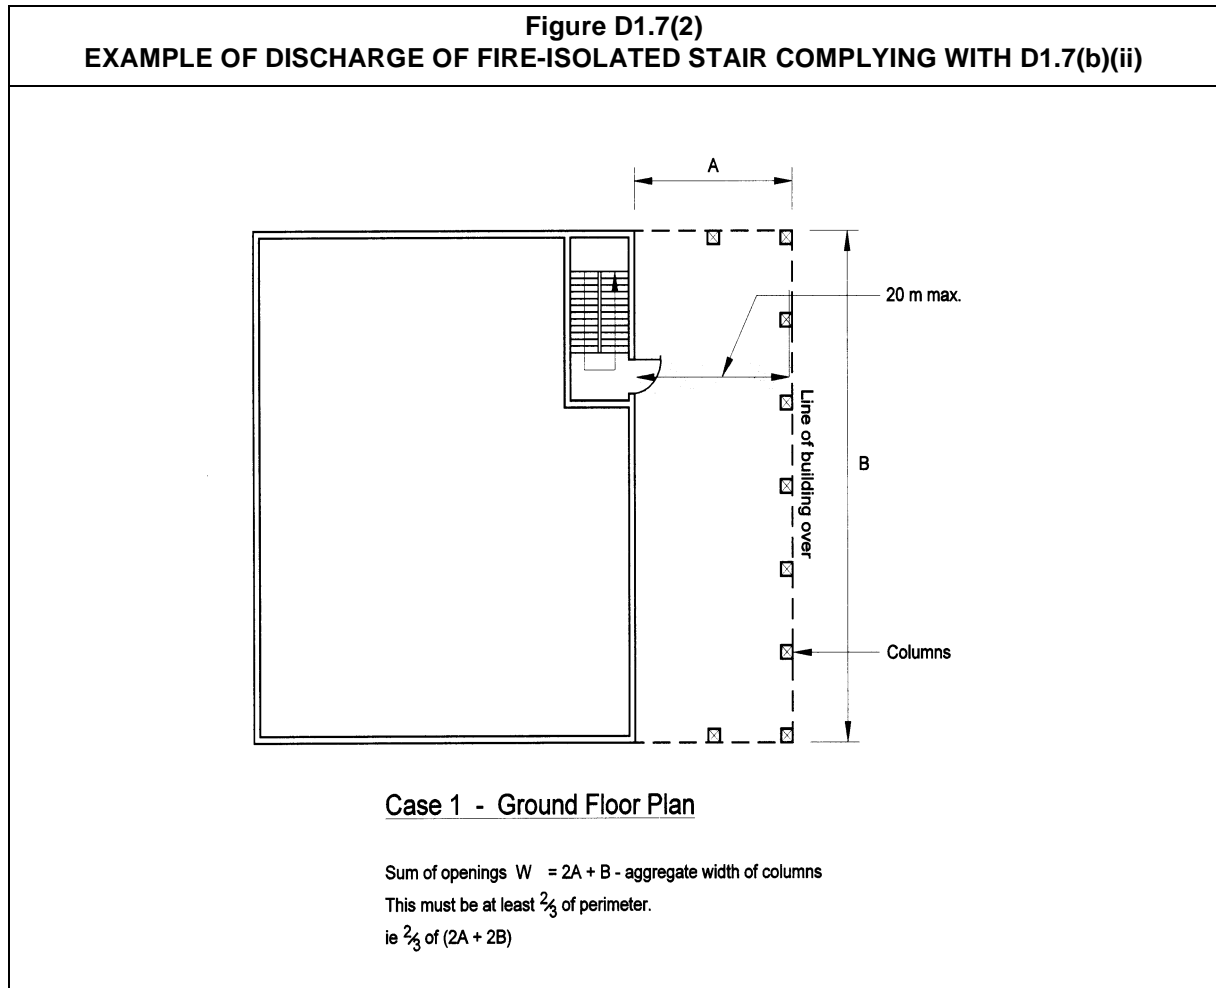 Figure D1.7(2)
EXAMPLE OF DISCHARGE OF FIRE-ISOLATED STAIR COMPLYING WITH D1.7(b)(ii)
A
20 m max.
Line of building over
B
Columns
Case 1 - Ground Floor Plan
Sum of openings W = 2A + B - aggregate width of columns
This must be at least ⅔ of perimeter.
ie ⅔ of (2A + 2B)